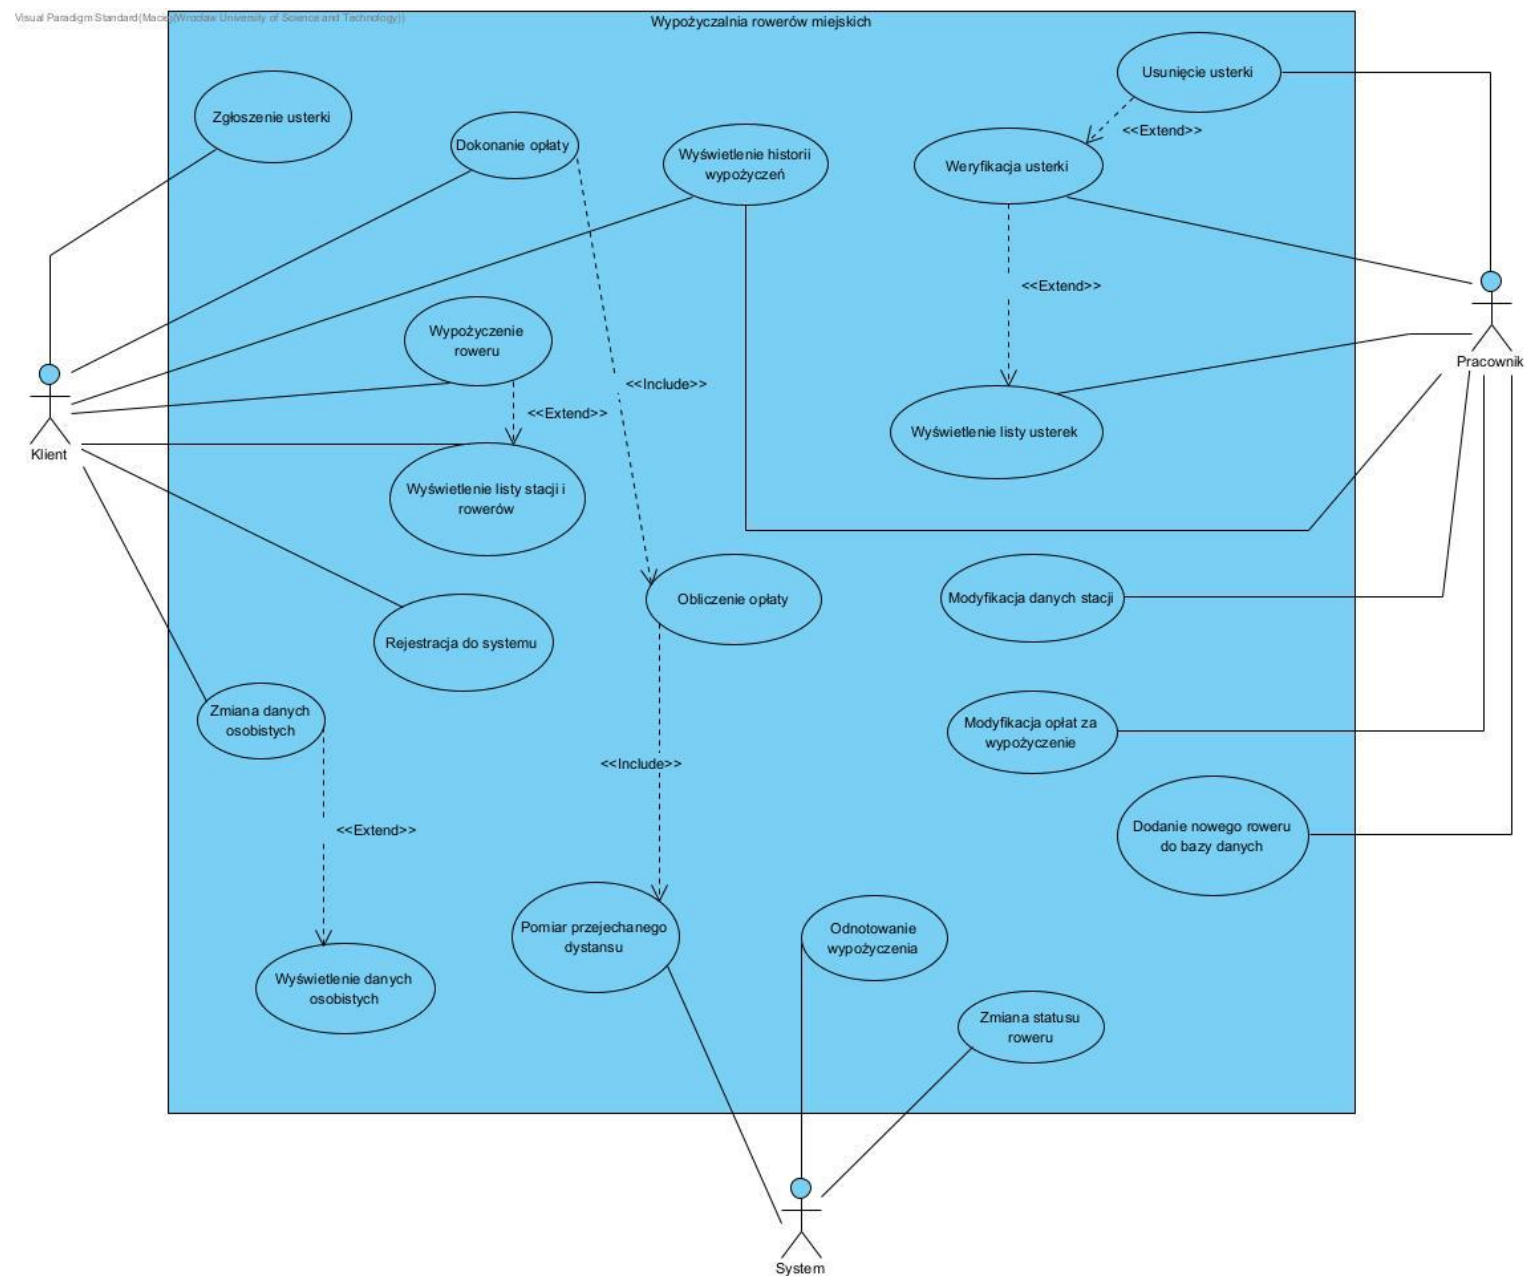 Visual Paradigm Standard(Maciej(Wroclaw University of Science and Technology))
Wypożyczalnia rowerów miejskich
Usunięcie usterki
Zgłoszenie usterki
<<Extend>>
Dokonanie opłaty
Wyświetlenie historii
wypożyczeń
Weryfikacja usterki
<<Extend>>
Wypożyczenie
roweru
Pracownik
<<Include>>
<<Extend>>
Klient
Wyświetlenie listy usterek
Wyświetlenie listy stacji i
rowerów
Obliczenie opłaty
Modyfikacja danych stacji
Rejestracja do systemu
Zmiana danych
osobistych
Modyfikacja opłat za
wypożyczenie
<<Include>>
<<Extend>>
Dodanie nowego roweru
do bazy danych
Pomiar przejechanego
dystansu
Odnotowanie
wypożyczenia
Wyświetlenie danych
osobistych
Zmiana statusu
roweru
System